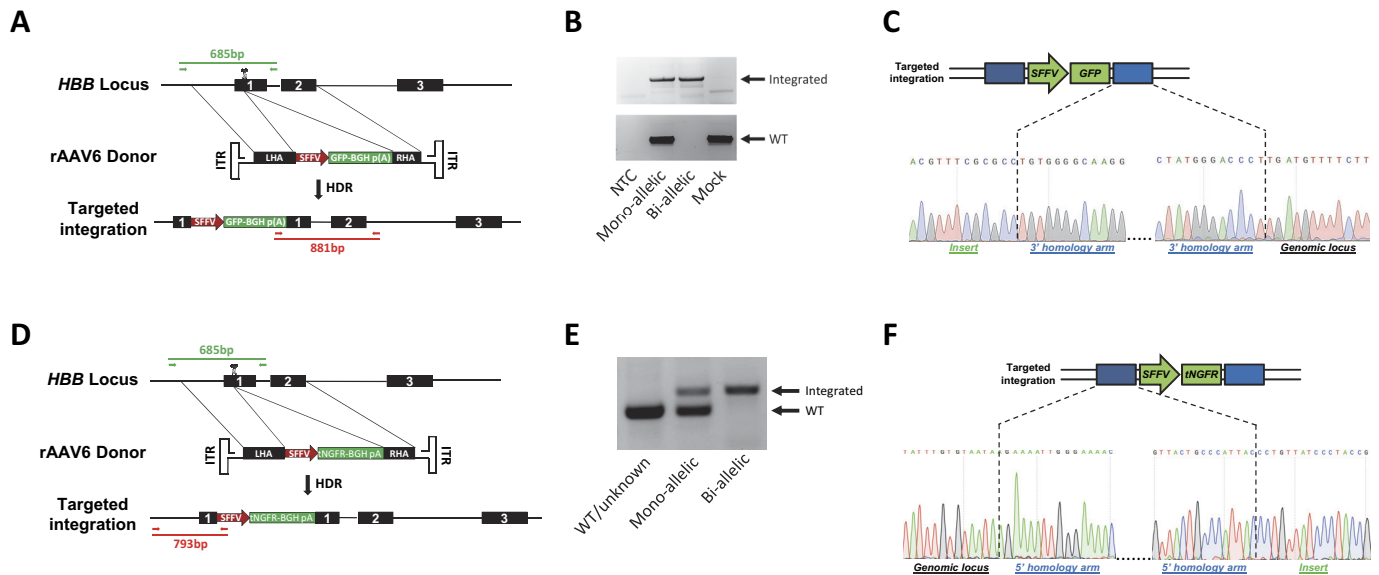 A
685bp
HBB Locus
1 2 3
rAAV6 Donor
ITR LHA SFFV GFP-BGH p(A) RHA ITR
HDR
Targeted
integration
1 SFFV GFP-BGH p(A) 1 2 3
881bp
B
Integrated
WT
NTC
Mono-allelic
Bi-allelic
Mock
C
Targeted
integration
SFFV GFP
ACGTTTCGCGCCTGTGGGGCAAGG
CTATGGGACCCTTGATGTTTTCTT
Insert
3' homology arm
3' homology arm
Genomic locus
D
685bp
HBB Locus
1 2 3
rAAV6 Donor
ITR LHA SFFV tNGFR-BGH pA RHA ITR
HDR
Targeted
integration
1 SFFV tNGFR-BGH pA 1 2 3
793bp
E
Integrated
WT
WT/unknown
Mono-allelic
Bi-allelic
F
Targeted
integration
SFFV tNGFR
GTTACTGCCCATTACCCTGTTATCCCTACCG
Genomic locus
5' homology arm
5' homology arm
Insert